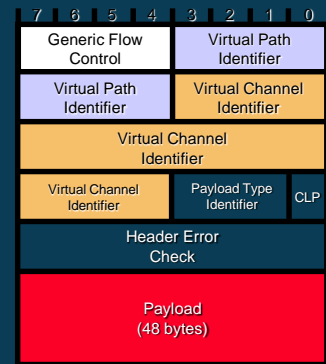 7 6 5 4 3 2 1 0
Generic Flow
Control
Virtual Path
Identifier
Virtual Path
Identifier
Virtual Channel
Identifier
Virtual Channel
Identifier
Virtual Channel
Identifier
Payload Type
Identifier
CLP
Header Error
Check
Payload
(48 bytes)